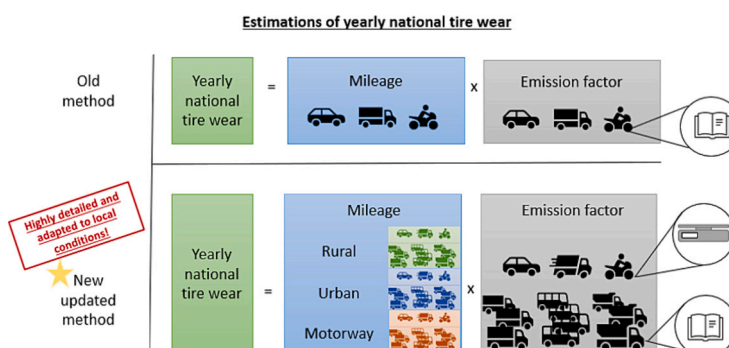 Estimations of yearly national tire wear
Old
method
Yearly
national
tire wear
=
Mileage
x
Emission factor
Highly detailed and
adapted to local
conditions!
New
updated
method
Yearly
national
tire wear
=
Mileage
Rural
Urban
Motorway
x
Emission factor